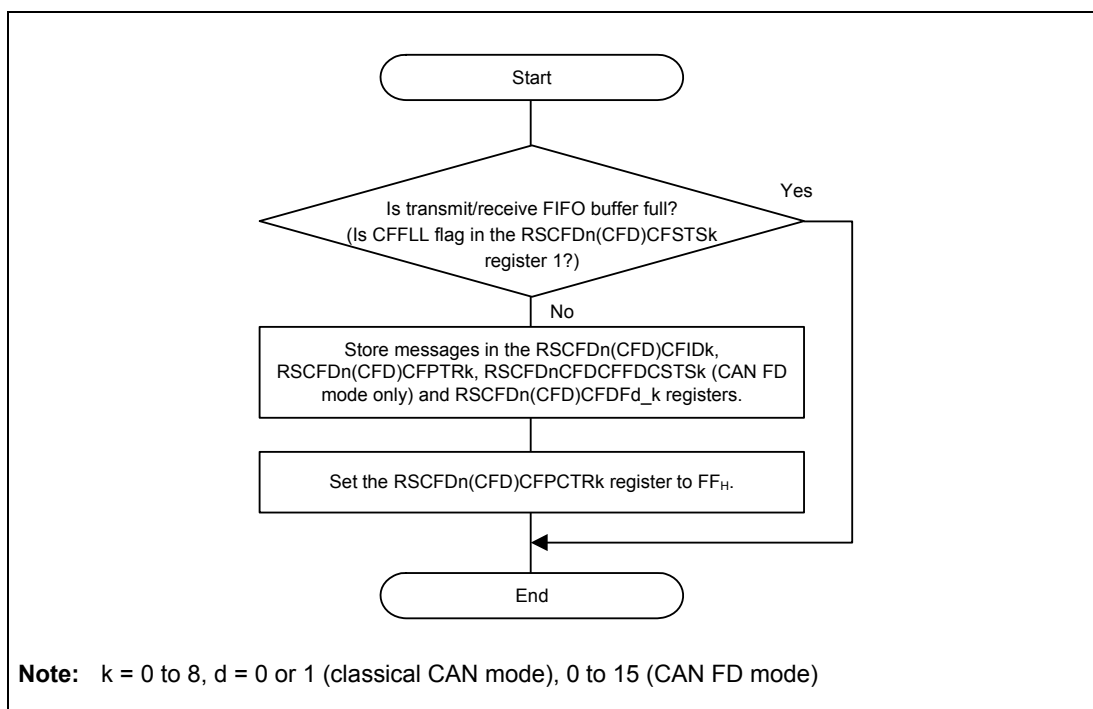 Start
Yes
Is transmit/receive FIFO buffer full?
(Is CFFLL flag in the RSCFDn(CFD)CFSTSk
register 1?)
No
Store messages in the RSCFDn(CFD)CFIDk,
RSCFDn(CFD)CFPTRk, RSCFDnCFDCFFDCSTSk (CAN FD
mode only) and RSCFDn(CFD)CFDFd_k registers.
Set the RSCFDn(CFD)CFPCTRk register to FFH.
End
Note: k = 0 to 8, d = 0 or 1 (classical CAN mode), 0 to 15 (CAN FD mode)